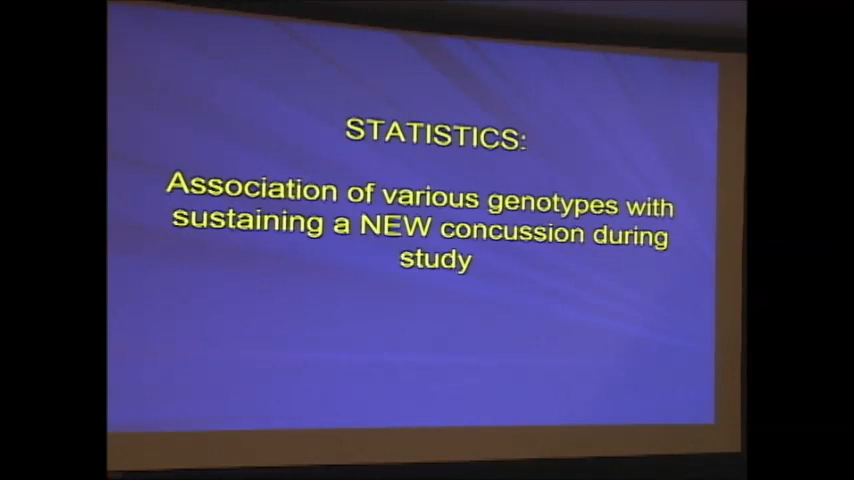 STATISTICS:
Association of various genotypes with
sustaining a NEW concussion during
study